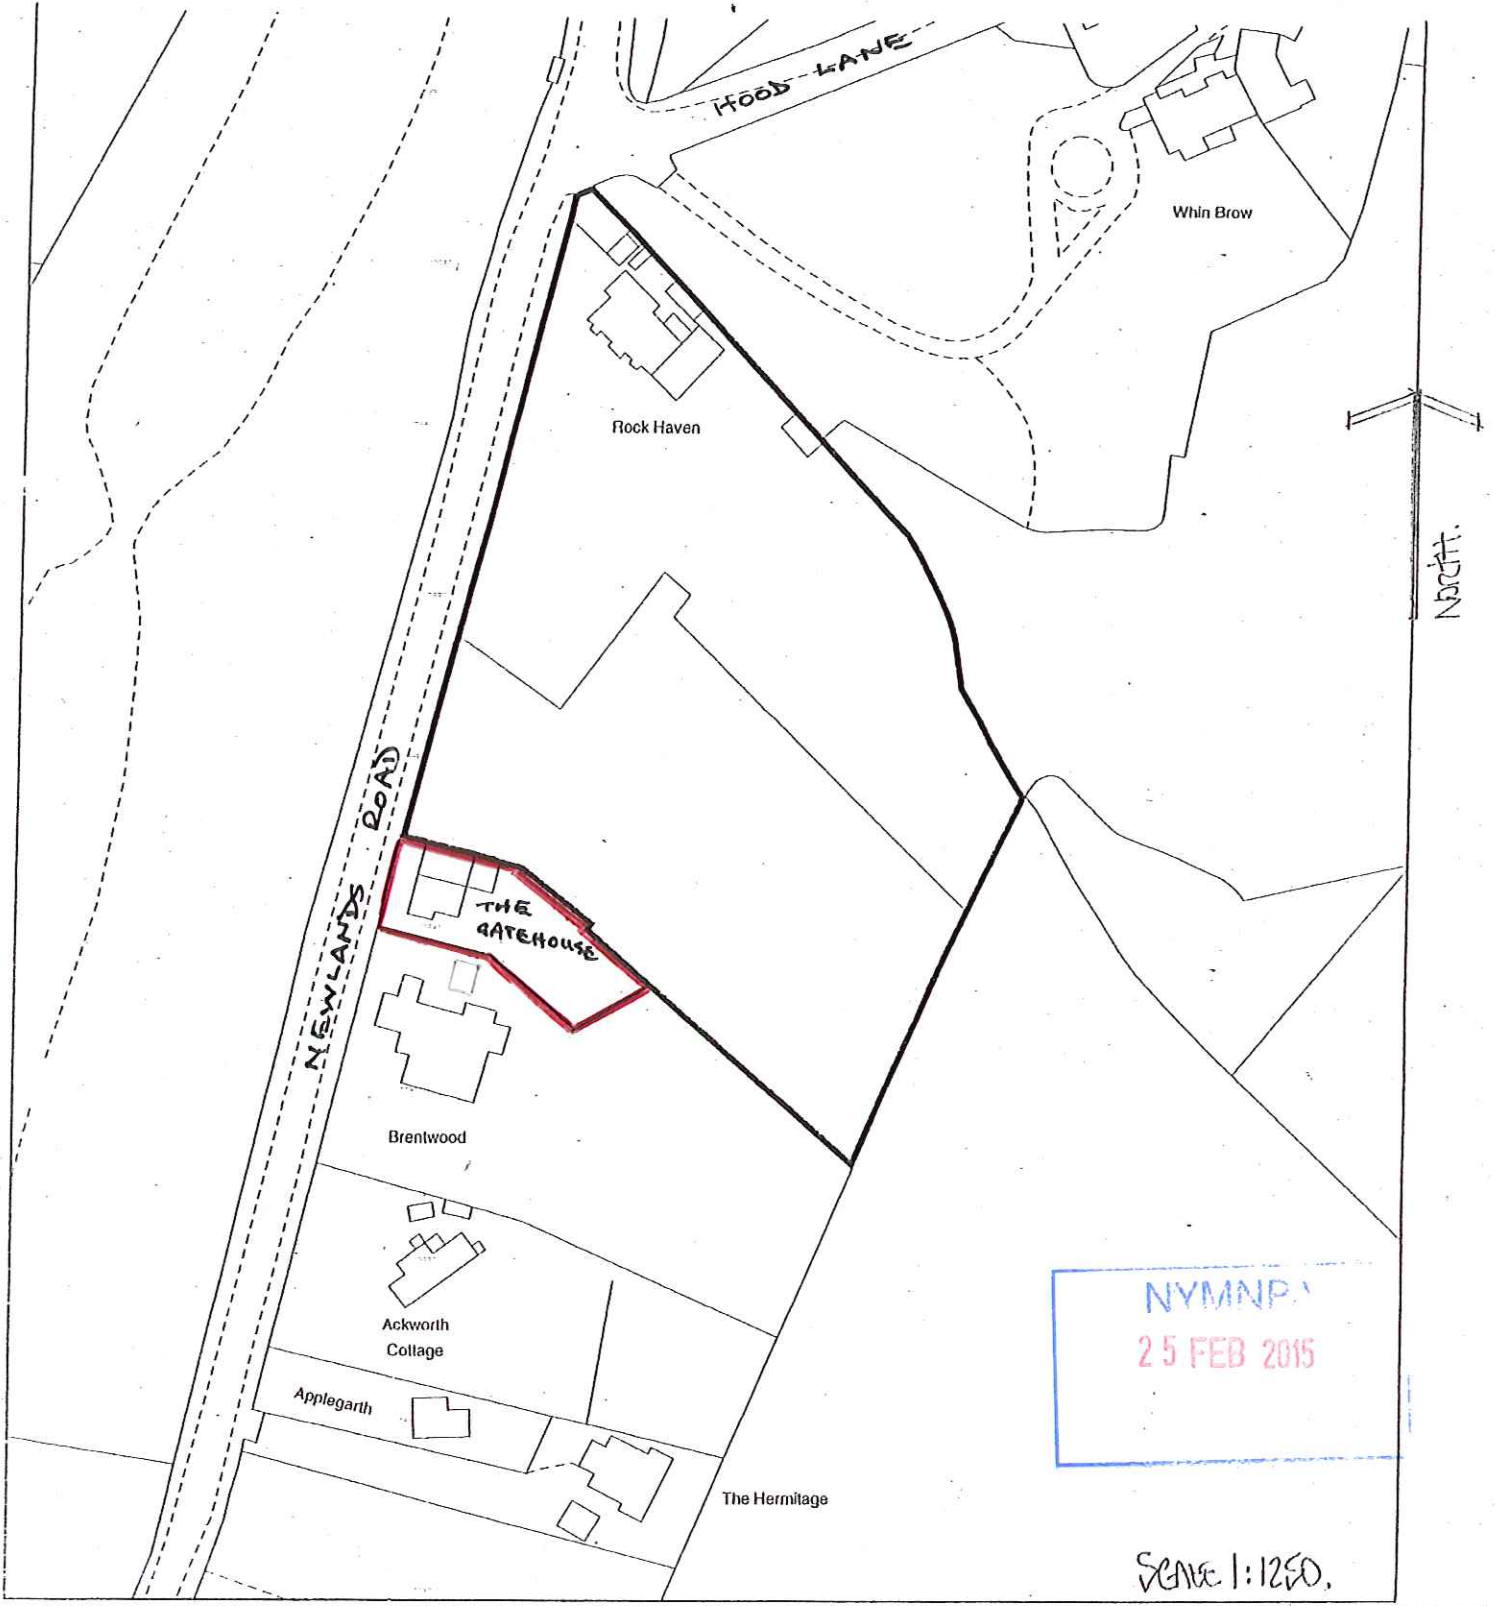 HOOD LANE
Whin Brow
Rock Haven
North.
NEWLANDS ROAD
THE
GATEHOUSE
Brentwood
Ackworth
Cottage
Applegarth
The Hermitage
NYMNPA
25 FEB 2015
SCALE 1:1250.